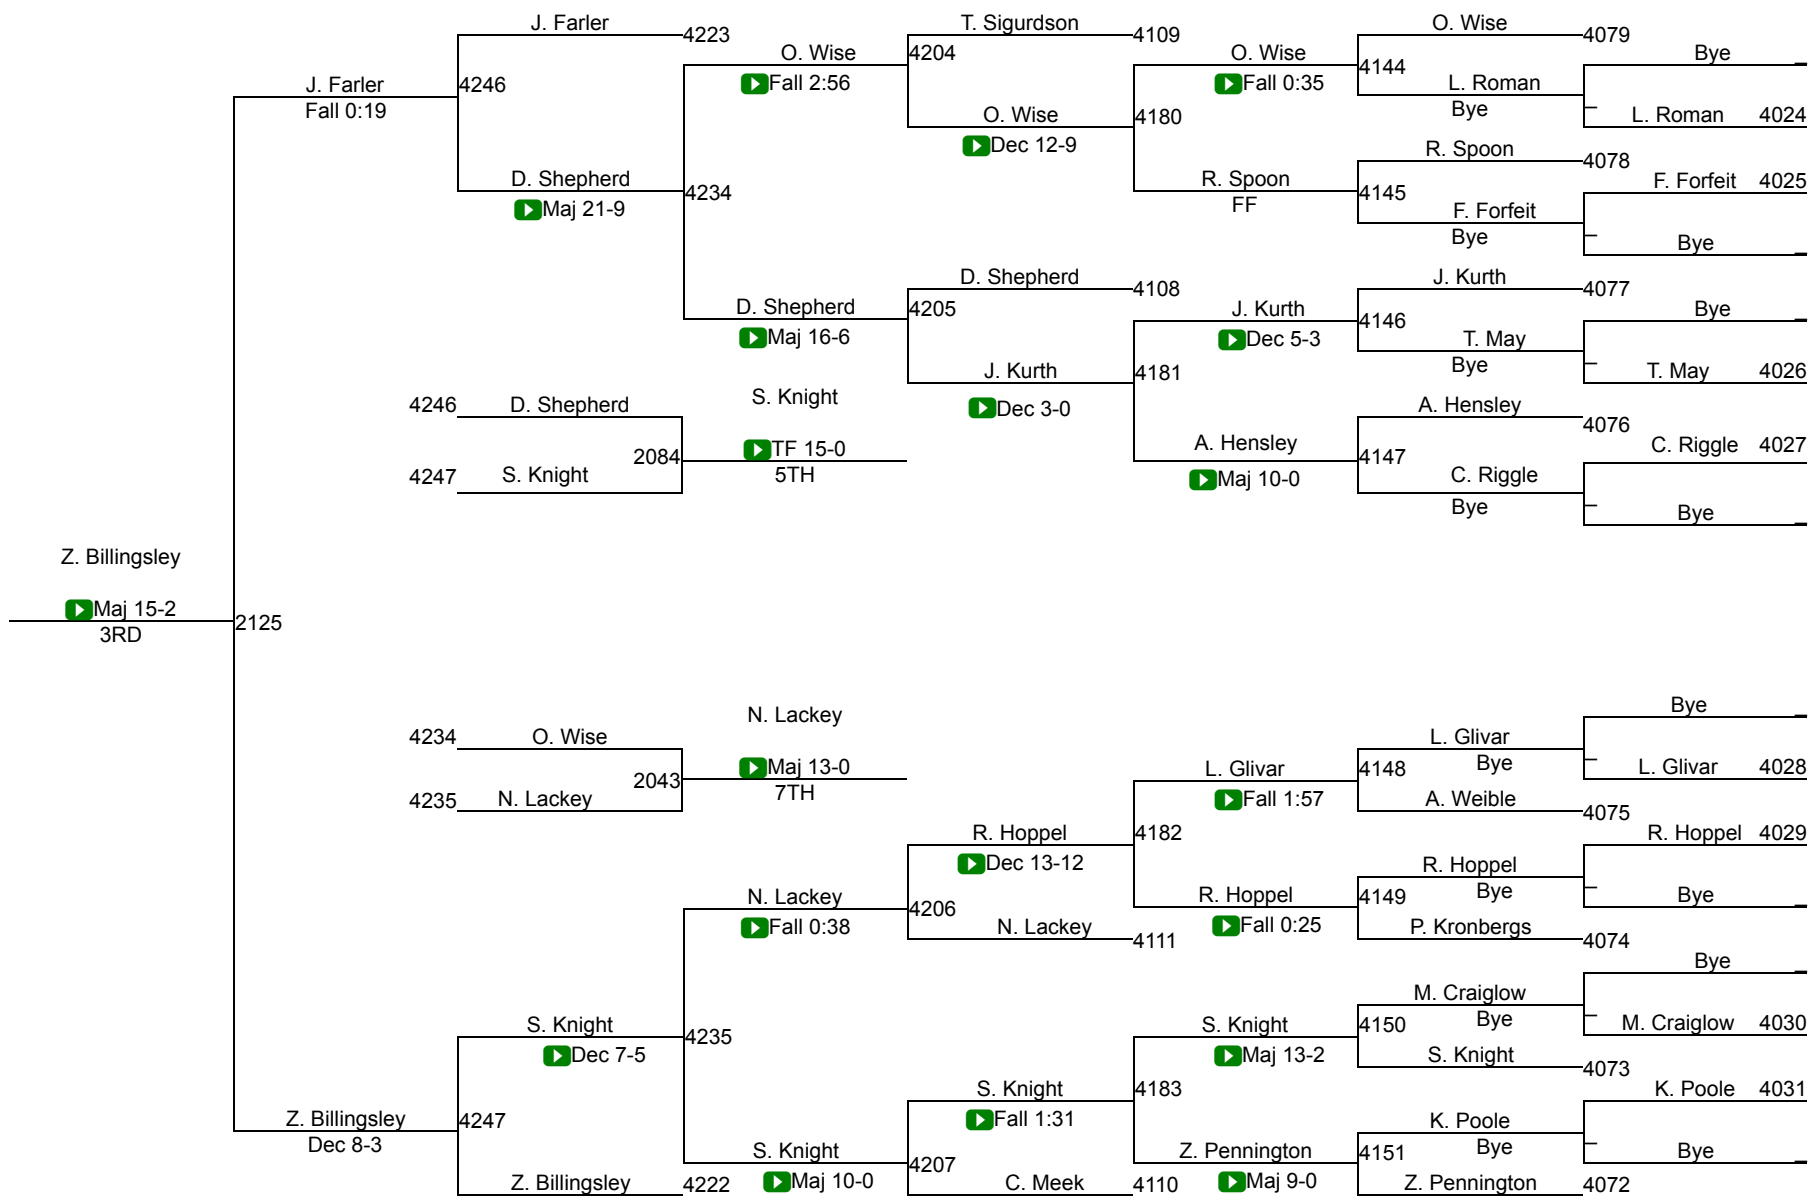 J. Farler 4223
T. Sigurdson 4109
O. Wise 4079
O. Wise 4204
O. Wise 4144
Bye _
J. Farler 4246
Fall 2:56
Fall 0:35
L. Roman
Fall 0:19
Bye
L. Roman 4024
O. Wise 4180
Dec 12-9
R. Spoon 4078
D. Shepherd
4234
R. Spoon
4145
F. Forfeit 4025
Maj 21-9
FF
F. Forfeit
Bye
Bye
D. Shepherd 4108
J. Kurth 4077
D. Shepherd 4205
J. Kurth 4146
Bye _
Maj 16-6
Dec 5-3
T. May
Bye
J. Kurth 4181
T. May 4026
S. Knight
4246 D. Shepherd
Dec 3-0
A. Hensley 4076
2084 TF 15-0
A. Hensley 4147
C. Riggle 4027
4247 S. Knight
5TH
Maj 10-0
C. Riggle
Bye
Bye _
Z. Billingsley
Maj 15-2
3RD
2125
N. Lackey
Bye _
4234 O. Wise
L. Glivar
2043 Maj 13-0
L. Glivar 4148
Bye
L. Glivar 4028
4235 N. Lackey
7TH
Fall 1:57
A. Weible 4075
R. Hoppel 4182
R. Hoppel 4029
Dec 13-12
R. Hoppel
N. Lackey 4206
R. Hoppel 4149
Bye
Bye _
Fall 0:38
N. Lackey 4111
Fall 0:25
P. Kronbergs 4074
Bye _
M. Craiglow
S. Knight 4235
S. Knight 4150
Bye
M. Craiglow 4030
Dec 7-5
Maj 13-2
S. Knight 4073
S. Knight 4183
K. Poole 4031
Z. Billingsley 4247
Fall 1:31
K. Poole
Dec 8-3
S. Knight 4207
Z. Pennington 4151
Bye
Bye _
Z. Billingsley 4222
Maj 10-0
C. Meek 4110
Maj 9-0
Z. Pennington 4072